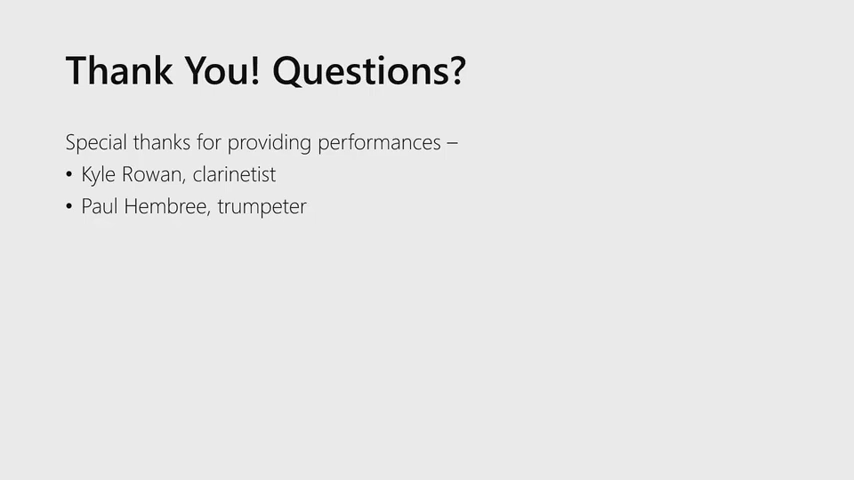 Thank You! Questions?
Special thanks for providing performances –
• Kyle Rowan, clarinetist
• Paul Hembree, trumpeter